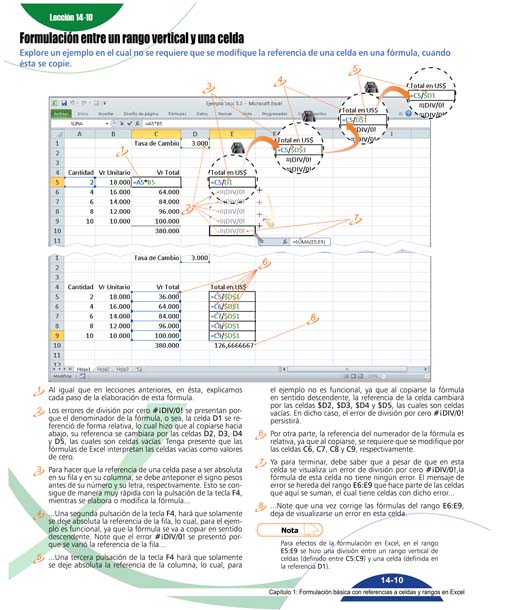 Lección 14-10
Formulación entre un rango vertical y una celda
Explore un ejemplo en el cual no se requiere que se modifique la referencia de una celda en una fórmula, cuando
ésta se copie.
Ejemplo Lecc 5.3 - Microsoft Excel
Archivo Inicio Insertar Diseño de página Fórmulas Datos Revisar Vista Programador
SUMA =A5*B5
A B C D E I
1 Tasa de Cambio 3.000
2
3
4 Cantidad Vr Unitario Vr Total Total en US$
5 2 18.000 =A5*B5 =C5/D1
6 4 16.000 64.000 #¡DIV/0!
7 6 14.000 84.000 #¡DIV/0!
8 8 12.000 96.000 #¡DIV/0!
9 10 10.000 100.000 #¡DIV/0!
10 380.000 #¡DIV/0!
11
=SUMA(E5:E9)
Total en US$
=C5/$D$1
#¡DIV/0!
#¡DIV/0!
Total en US$
=C5/D$1
#¡DIV/0!
Total en US$
=C5/$D1
#¡DIV/0!
#¡DIV/0!
1 Tasa de Cambio 3.000
2
3
4 Cantidad Vr Unitario Vr Total Total en US$
5 2 18.000 36.000 =C5/$D$1
6 4 16.000 64.000 =C6/$D$1
7 6 14.000 84.000 =C7/$D$1
8 8 12.000 96.000 =C8/$D$1
9 10 10.000 100.000 =C9/$D$1
10 380.000 126,6666667
11
Hoja1 Hoja2 Hoja3
Modificar
1 Al igual que en lecciones anteriores, en ésta, explicamos
cada paso de la elaboración de esta fórmula.
2 Los errores de división por cero #¡DIV/0! se presentan por-
que el denominador de la fórmula, o sea, la celda D1 se re-
ferenció de forma relativa, lo cual hizo que al copiarse hacia
abajo, su referencia se cambiara por las celdas D2, D3, D4
y D5, las cuales son celdas vacías. Tenga presente que las
fórmulas de Excel interpretan las celdas vacías como valores
de cero.
3 Para hacer que la referencia de una celda pase a ser absoluta
en su fila y en su columna, se debe anteponer el signo pesos
antes de su número y su letra, respectivamente. Esto se con-
sigue de manera muy rápida con la pulsación de la tecla F4,
mientras se elabora o modifica la fórmula...
4 ...Una segunda pulsación de la tecla F4, hará que solamente
se deje absoluta la referencia de la fila, lo cual, para el ejem-
plo es funcional, ya que la fórmula se va a copiar en sentido
descendente. Note que el error #¡DIV/0! se presentó por-
que se varió la referencia de la fila...
5 ...Una tercera pulsación de la tecla F4 hará que solamente
se deje absoluta la referencia de la columna, lo cual, para
el ejemplo no es funcional, ya que al copiarse la fórmula
en sentido descendente, la referencia de la celda cambiará
por las celdas $D2, $D3, $D4 y $D5, las cuales son celdas
vacías. En dicho caso, el error de división por cero #¡DIV/0!
persistirá.
6 Por otra parte, la referencia del numerador de la fórmula es
relativa, ya que al copiarse, se requiere que se modifique por
las celdas C6, C7, C8 y C9, respectivamente.
7 Ya para terminar, debe saber que a pesar de que en esta
celda se visualiza un error de división por cero #¡DIV/0!,la
fórmula de esta celda no tiene ningún error. El mensaje de
error se hereda del rango E6:E9 que hace parte de las celdas
que aquí se suman, el cual tiene celdas con dicho error...
8 ...Note que una vez corrige las fórmulas del rango E6:E9,
deja de visualizarse un error en esta celda.
Nota
Para efectos de la formulación en Excel, en el rango
E5:E9 se hizo una división entre un rango vertical de
celdas (definido entre C5:C9) y una celda (definida en
la referencia D1).
14-10
Capítulo 1: Formulación básica con referencias a celdas y rangos en Excel